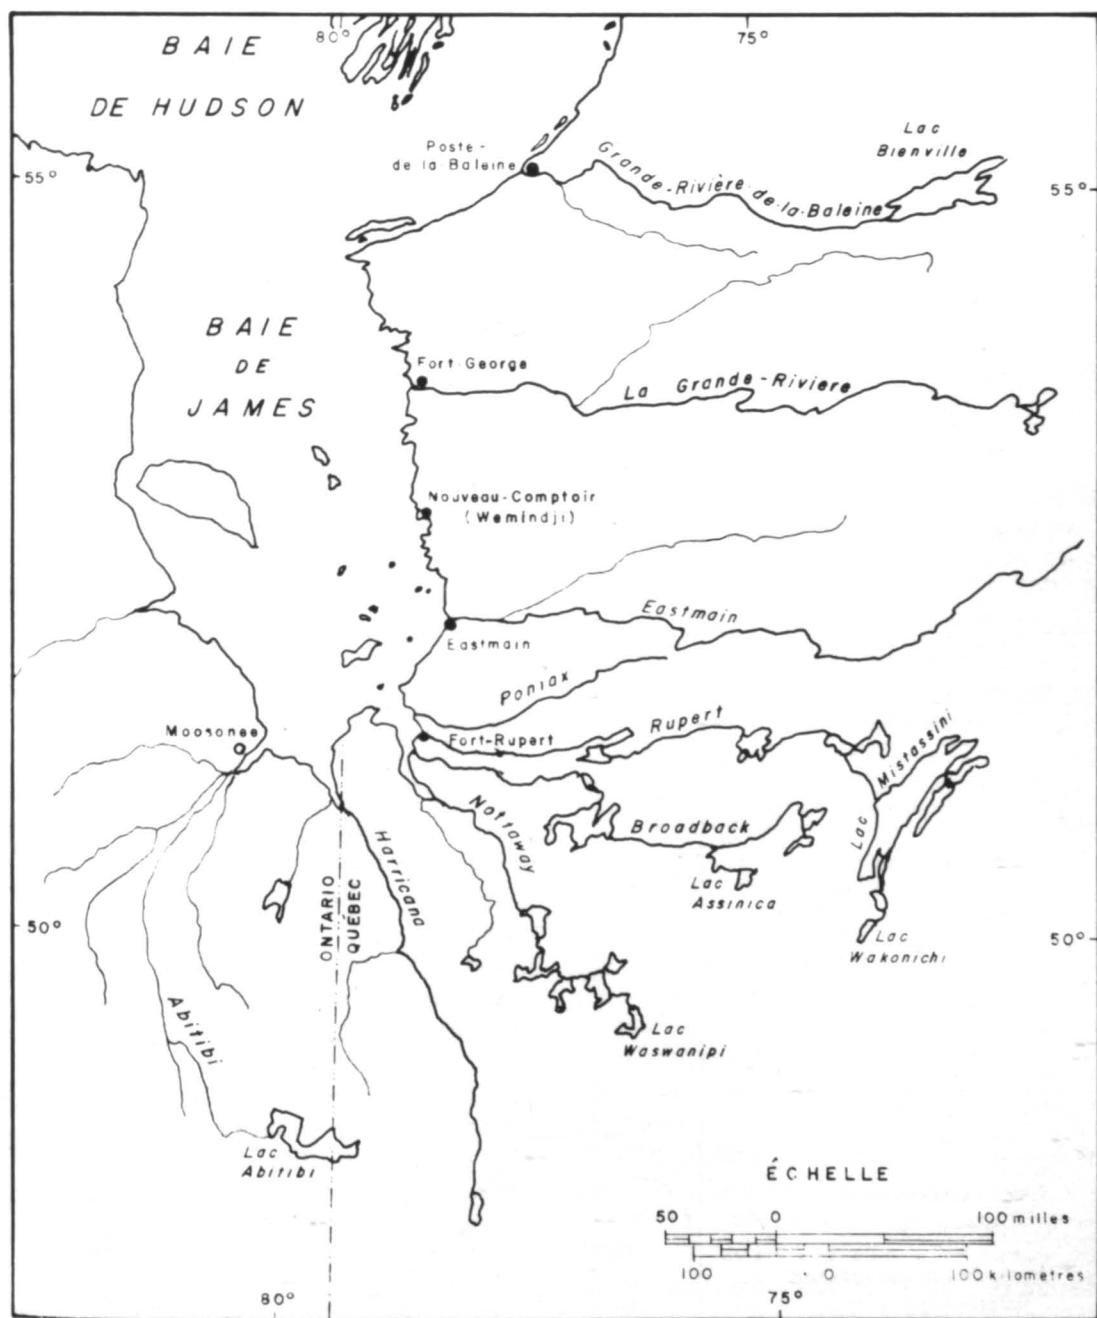 80°
75°
BAIE
DE HUDSON
Lac
Bienville
Poste-
de-la-Baleine
Grande-Rivière-de-la-Baleine
55°
55°
BAIE
DE
JAMES
Fort-George
La Grande-Rivière
Nouveau-Comptoir
(Wemindji)
Eastmain
Eastmain
Poniax
Moosonee
Fort-Rupert
Rupert
Lac Mistassini
Nottaway
Broadback
Harricana
Lac
Assinica
ONTARIO
QUÉBEC
50°
50°
Lac
Wakonichi
Abitibi
Lac
Waswanipi
Lac
Abitibi
ÉCHELLE
50 0 100 milles
100 0 100 kilomètres
80°
75°